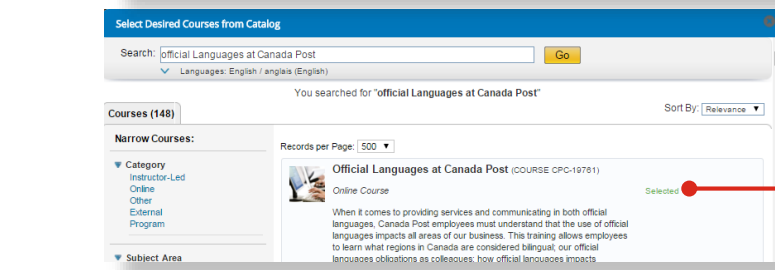 Select Desired Courses from Catalog
Search: official Languages at Canada Post Go
Languages: English / anglais (English)
You searched for "official Languages at Canada Post"
Courses (148)
Sort By: Relevance
Narrow Courses:
Records per Page: 500
Category
Instructor-Led
Online
Other
External
Program
Subject Area
Official Languages at Canada Post (COURSE CPC-19761)
Online Course
Selected
When it comes to providing services and communicating in both official
languages, Canada Post employees must understand that the use of official
languages impacts all areas of our business. This training allows employees
to learn what regions in Canada are considered bilingual; our official
languages obligations as colleagues; how official languages impacts